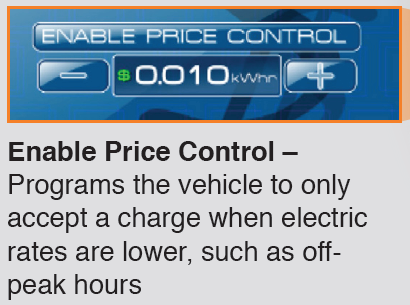 ENABLE PRICE CONTROL
− $ 0.010 kWhr +
Enable Price Control –
Programs the vehicle to only
accept a charge when electric
rates are lower, such as off-
peak hours